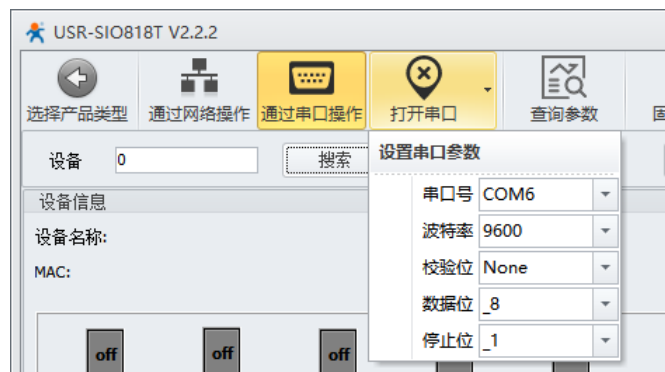 USR-SIO818T V2.2.2
选择产品类型 通过网络操作 通过串口操作 打开串口 查询参数
设备 0 搜索
设置串口参数
设备信息
串口号 COM6
设备名称:
波特率 9600
MAC:
校验位 None
数据位 _8
停止位 _1
off off off